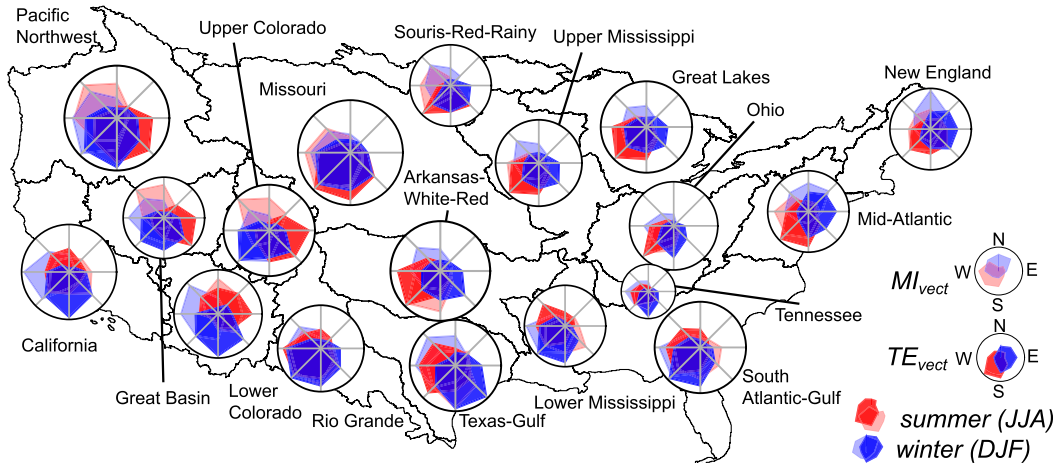 Pacific
Northwest
Upper Colorado
Souris-Red-Rainy
Upper Mississippi
Great Lakes
New England
Missouri
Ohio
Arkansas-
White-Red
Mid-Atlantic
N
W
S
MIvect
Tennessee
N
W E
S
TEvect
California
Great Basin
Lower
Colorado
Rio Grande
Texas-Gulf
Lower Mississippi
South
Atlantic-Gulf
summer (JJA)
winter (DJF)